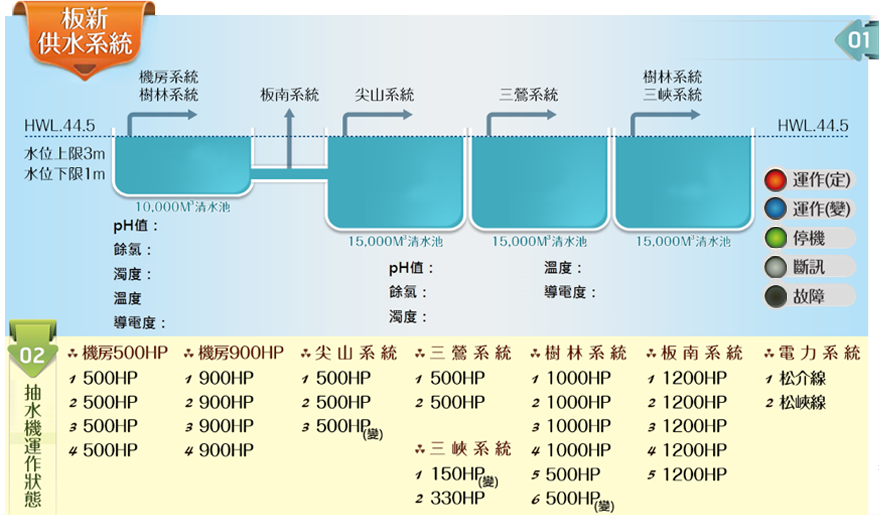 板新
供水系統
01
機房系統
樹林系統
板南系統
尖山系統
三鶯系統
樹林系統
三峽系統
HWL.44.5
HWL.44.5
水位上限3m
水位下限1m
10,000M³清水池
15,000M³清水池
15,000M³清水池
15,000M³清水池
pH值：
餘氯：
濁度：
溫度
導電度：
pH值：
餘氯：
濁度：
溫度：
導電度：
運作(定)
運作(變)
停機
斷訊
故障
02
抽水機運作狀態
機房500HP
1 500HP
2 500HP
3 500HP
4 500HP
機房900HP
1 900HP
2 900HP
3 900HP
4 900HP
尖山系統
1 500HP
2 500HP
3 500HP(變)
三鶯系統
1 500HP
2 500HP
三峽系統
1 150HP(變)
2 330HP
樹林系統
1 1000HP
2 1000HP
3 1000HP
4 1000HP
5 500HP
6 500HP(變)
板南系統
1 1200HP
2 1200HP
3 1200HP
4 1200HP
5 1200HP
電力系統
1 松介線
2 松峽線